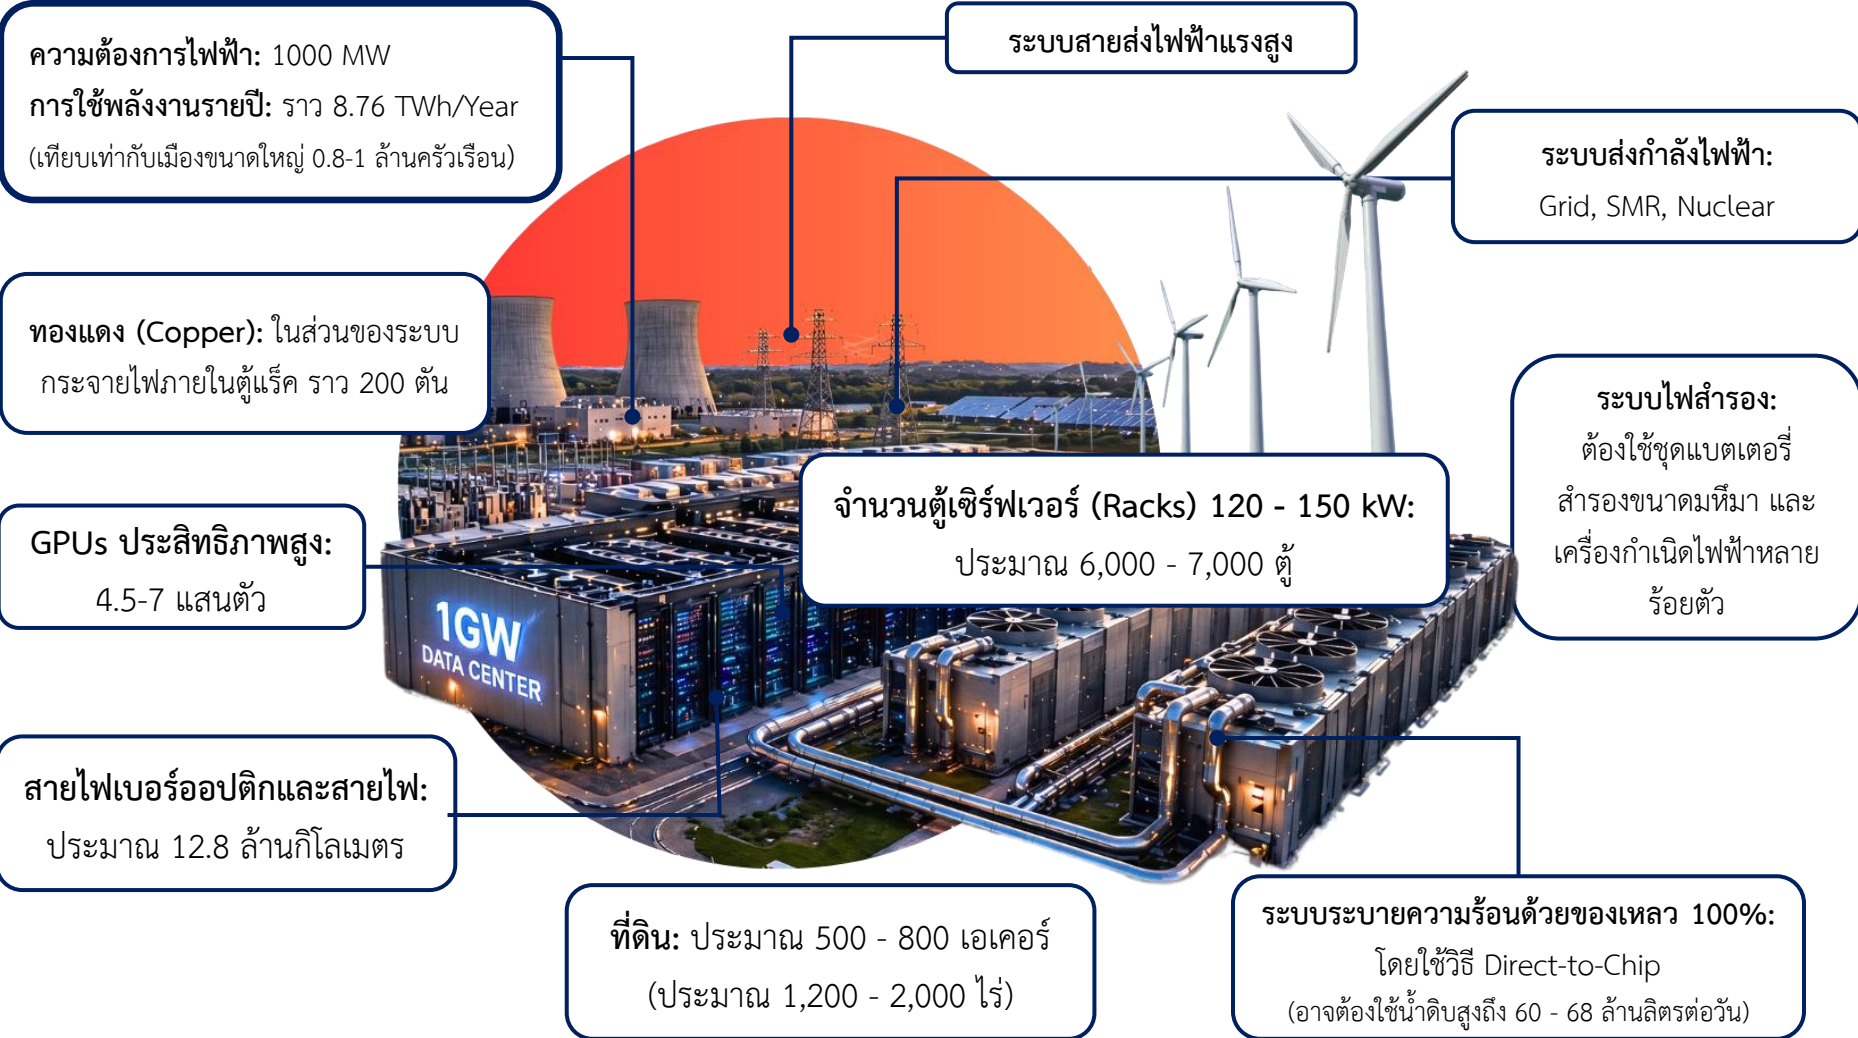 ความต้องการไฟฟ้า: 1000 MW
การใช้พลังงานรายปี: ราว 8.76 TWh/Year
(เทียบเท่ากับเมืองขนาดใหญ่ 0.8-1 ล้านครัวเรือน)
ระบบสายส่งไฟฟ้าแรงสูง
ระบบส่งกำลังไฟฟ้า:
Grid, SMR, Nuclear
ทองแดง (Copper): ในส่วนของระบบ
กระจายไฟภายในตู้แร็ค ราว 200 ตัน
ระบบไฟสำรอง:
ต้องใช้ชุดแบตเตอรี่
สำรองขนาดมหึมา และ
เครื่องกำเนิดไฟฟ้าหลาย
ร้อยตัว
จำนวนตู้เซิร์ฟเวอร์ (Racks) 120 - 150 kW:
ประมาณ 6,000 - 7,000 ตู้
GPUs ประสิทธิภาพสูง:
4.5-7 แสนตัว
1GW
DATA CENTER
สายไฟเบอร์ออปติกและสายไฟ:
ประมาณ 12.8 ล้านกิโลเมตร
ที่ดิน: ประมาณ 500 - 800 เอเคอร์
(ประมาณ 1,200 - 2,000 ไร่)
ระบบระบายความร้อนด้วยของเหลว 100%:
โดยใช้วิธี Direct-to-Chip
(อาจต้องใช้น้ำดิบสูงถึง 60 - 68 ล้านลิตรต่อวัน)